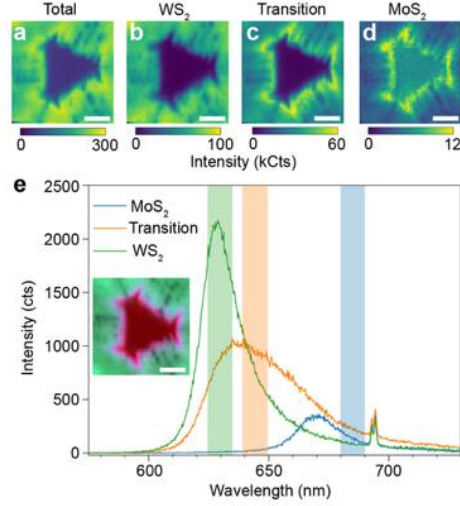 Total WS₂ Transition MoS₂
a b c d
0 300 0 100 0 60 0 12
Intensity (kCts)
e
2500
2000
1500
1000
500
0
Intensity (cts)
MoS₂
Transition
WS₂
600 650 700
Wavelength (nm)